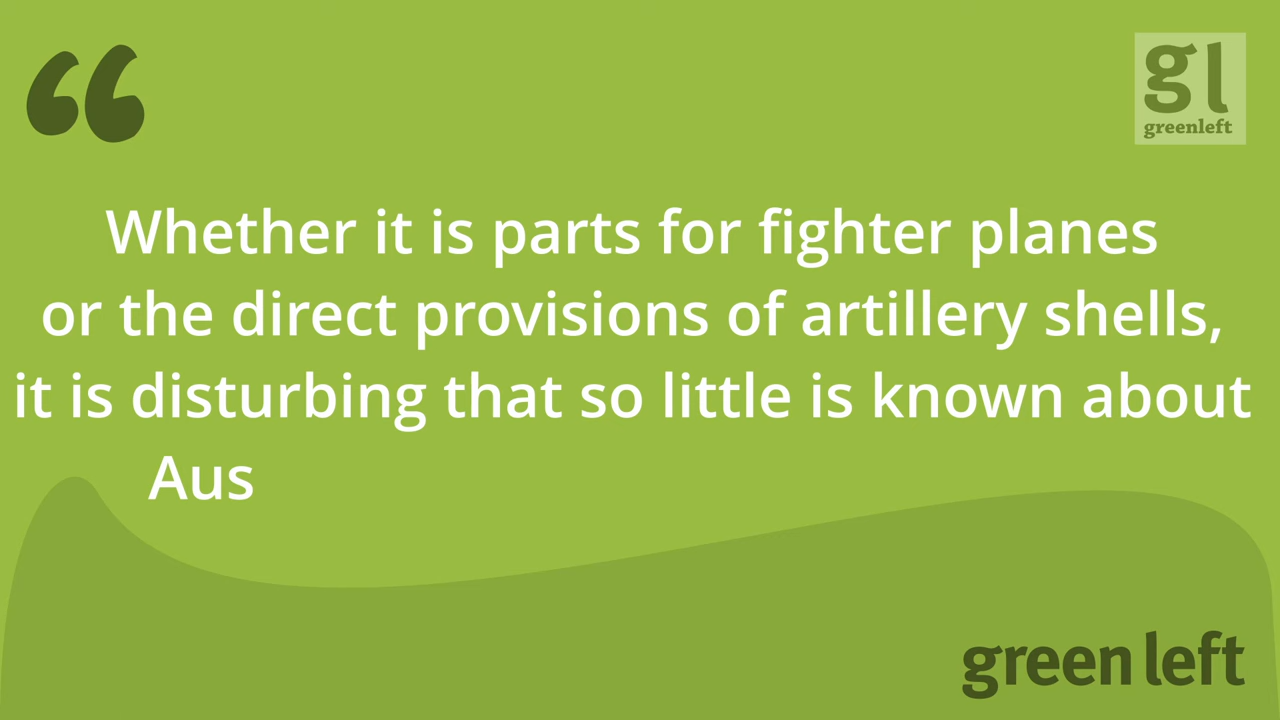 “
gl
greenleft
Whether it is parts for fighter planes
or the direct provisions of artillery shells,
it is disturbing that so little is known about
Aus
green left